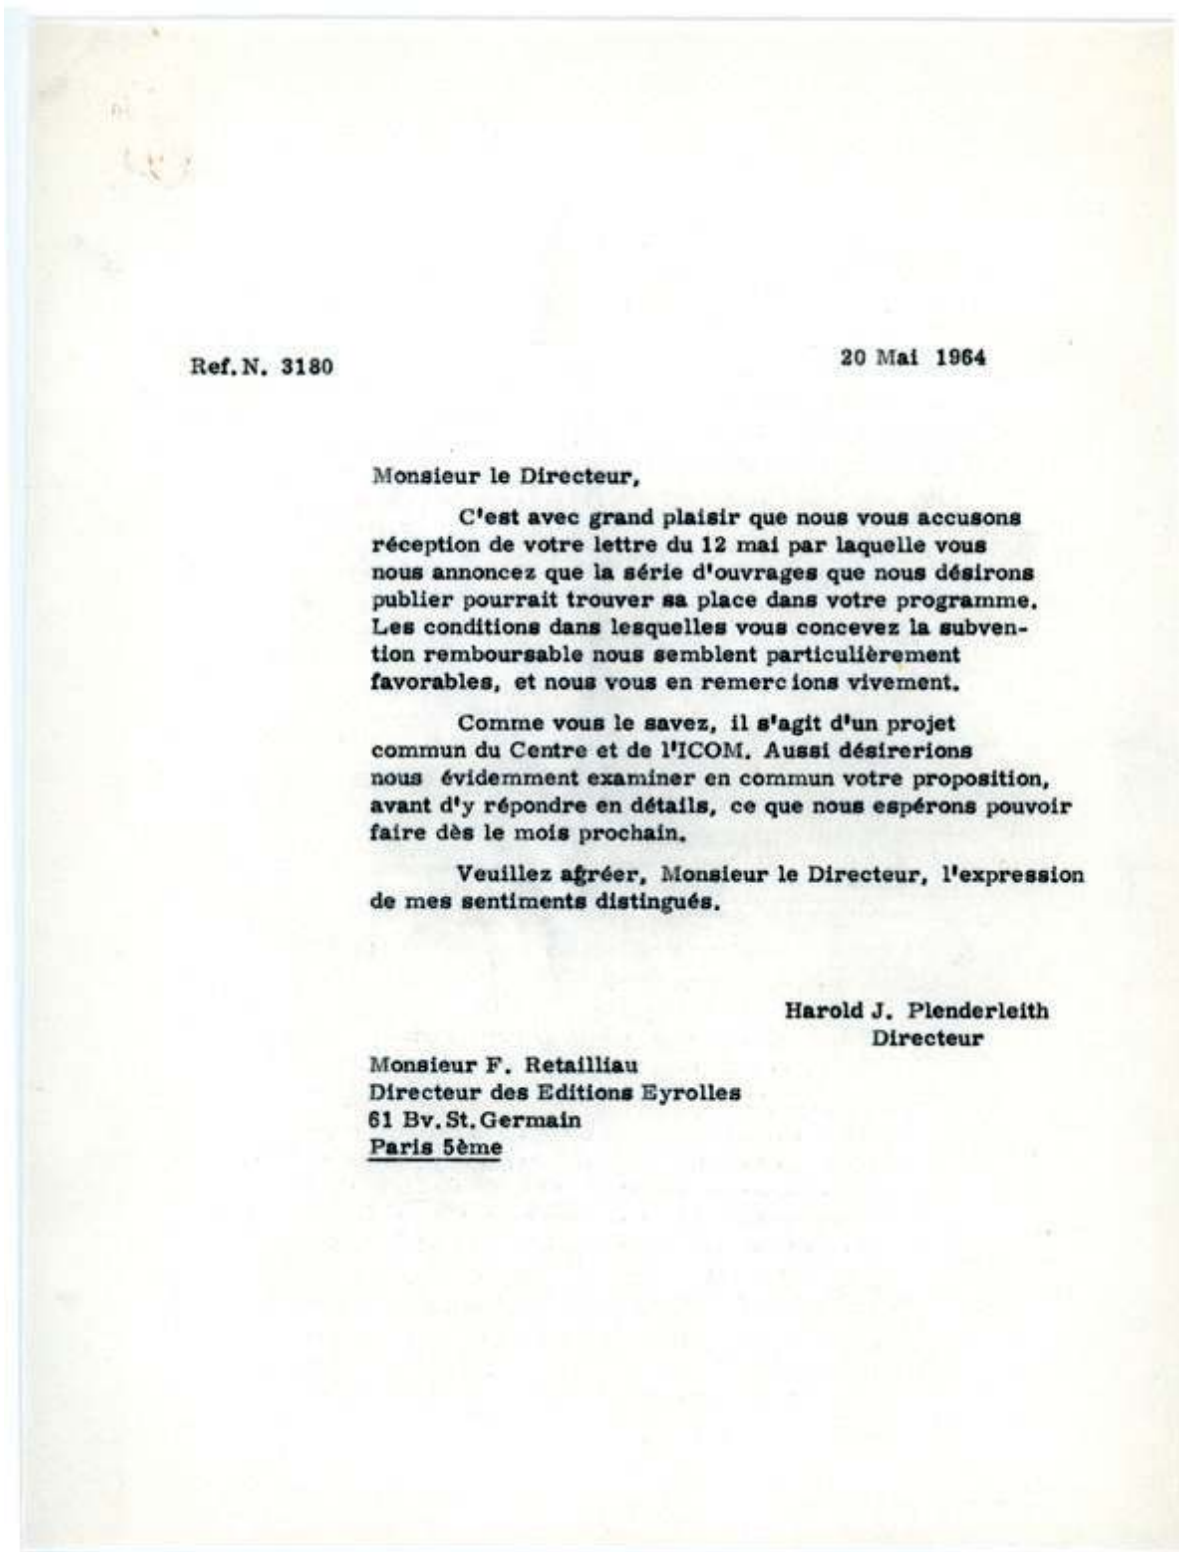 Ref. N. 3180
20 Mai 1964
Monsieur le Directeur,
C'est avec grand plaisir que nous vous accusons
réception de votre lettre du 12 mai par laquelle vous
nous annoncez que la série d'ouvrages que nous désirons
publier pourrait trouver sa place dans votre programme.
Les conditions dans lesquelles vous concevez la subven-
tion remboursable nous semblent particulièrement
favorables, et nous vous en remercions vivement.
Comme vous le savez, il s'agit d'un projet
commun du Centre et de l'ICOM. Aussi désirerions
nous évidemment examiner en commun votre proposition,
avant d'y répondre en détails, ce que nous espérons pouvoir
faire dès le mois prochain.
Veuillez agréer, Monsieur le Directeur, l'expression
de mes sentiments distingués.
Harold J. Plenderleith
Directeur
Monsieur F. Retailliau
Directeur des Editions Eyrolles
61 Bv. St. Germain
Paris 5ème